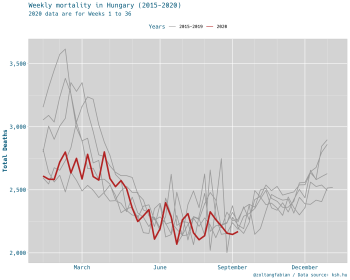 Weekly mortality in Hungary (2015-2020)
2020 data are for Weeks 1 to 36
Years 2015-2019 2020
3,500
3,000
2,500
2,000
Total Deaths
March June September December
@zoltangfabian / Data source: ksh.hu